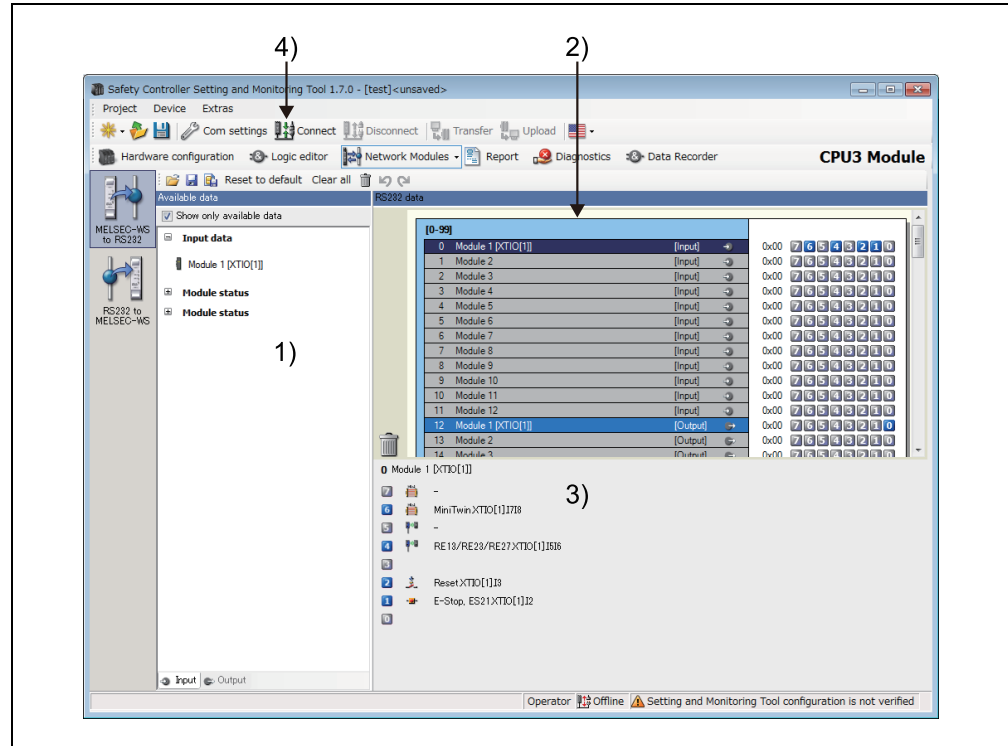 4) 2)
Safety Controller Setting and Monitoring Tool 1.7.0 - [test]<unsaved>
Project Device Extras
Com settings Connect Disconnect Transfer Upload
Hardware configuration Logic editor Network Modules Report Diagnostics Data Recorder CPU3 Module
Reset to default Clear all
Available data RS232 data
Show only available data
MELSEC-WS
to RS232
RS232 to
MELSEC-WS
Input data
Module 1 [XTIO[1]]
Module status
Module status
1)
[0-99]
0 Module 1 [XTIO[1]] [Input] 0x00 7 6 5 4 3 2 1 0
1 Module 2 [Input] 0x00 7 6 5 4 3 2 1 0
2 Module 3 [Input] 0x00 7 6 5 4 3 2 1 0
3 Module 4 [Input] 0x00 7 6 5 4 3 2 1 0
4 Module 5 [Input] 0x00 7 6 5 4 3 2 1 0
5 Module 6 [Input] 0x00 7 6 5 4 3 2 1 0
6 Module 7 [Input] 0x00 7 6 5 4 3 2 1 0
7 Module 8 [Input] 0x00 7 6 5 4 3 2 1 0
8 Module 9 [Input] 0x00 7 6 5 4 3 2 1 0
9 Module 10 [Input] 0x00 7 6 5 4 3 2 1 0
10 Module 11 [Input] 0x00 7 6 5 4 3 2 1 0
11 Module 12 [Input] 0x00 7 6 5 4 3 2 1 0
12 Module 1 [XTIO[1]] [Output] 0x00 7 6 5 4 3 2 1 0
13 Module 2 [Output] 0x00 7 6 5 4 3 2 1 0
14 Module 3 [Output] 0x00 7 6 5 4 3 2 1 0
0 Module 1 [XTIO[1]]
3)
7 -
6 MiniTwin.XTIO[1].I7I8
5 -
4 RE13/RE23/RE27.XTIO[1].I5I6
3
2 Reset.XTIO[1].I3
1 E-Stop, ES21.XTIO[1].I2
0
Input Output
Operator Offline Setting and Monitoring Tool configuration is not verified